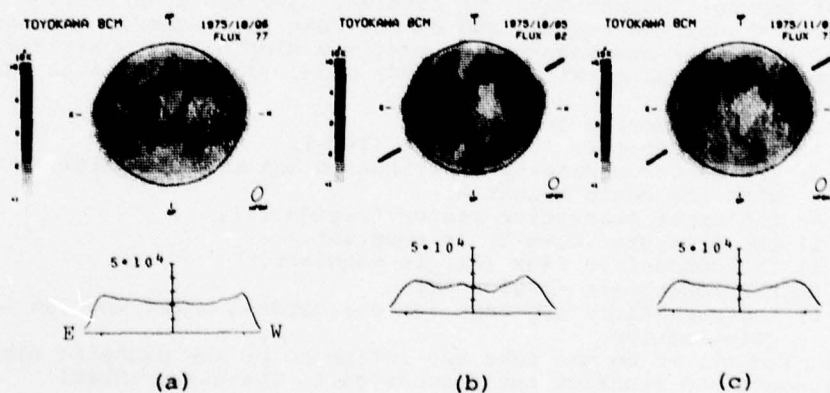 TOYOKAWA 8CM
1975/10/06
FLUX 77
5•10⁴
E
W
(a)
TOYOKAWA 8CM
1975/10/05
FLUX 82
5•10⁴
(b)
TOYOKAWA 8CM
1975/11/0
FLUX 7
5•10⁴
(c)